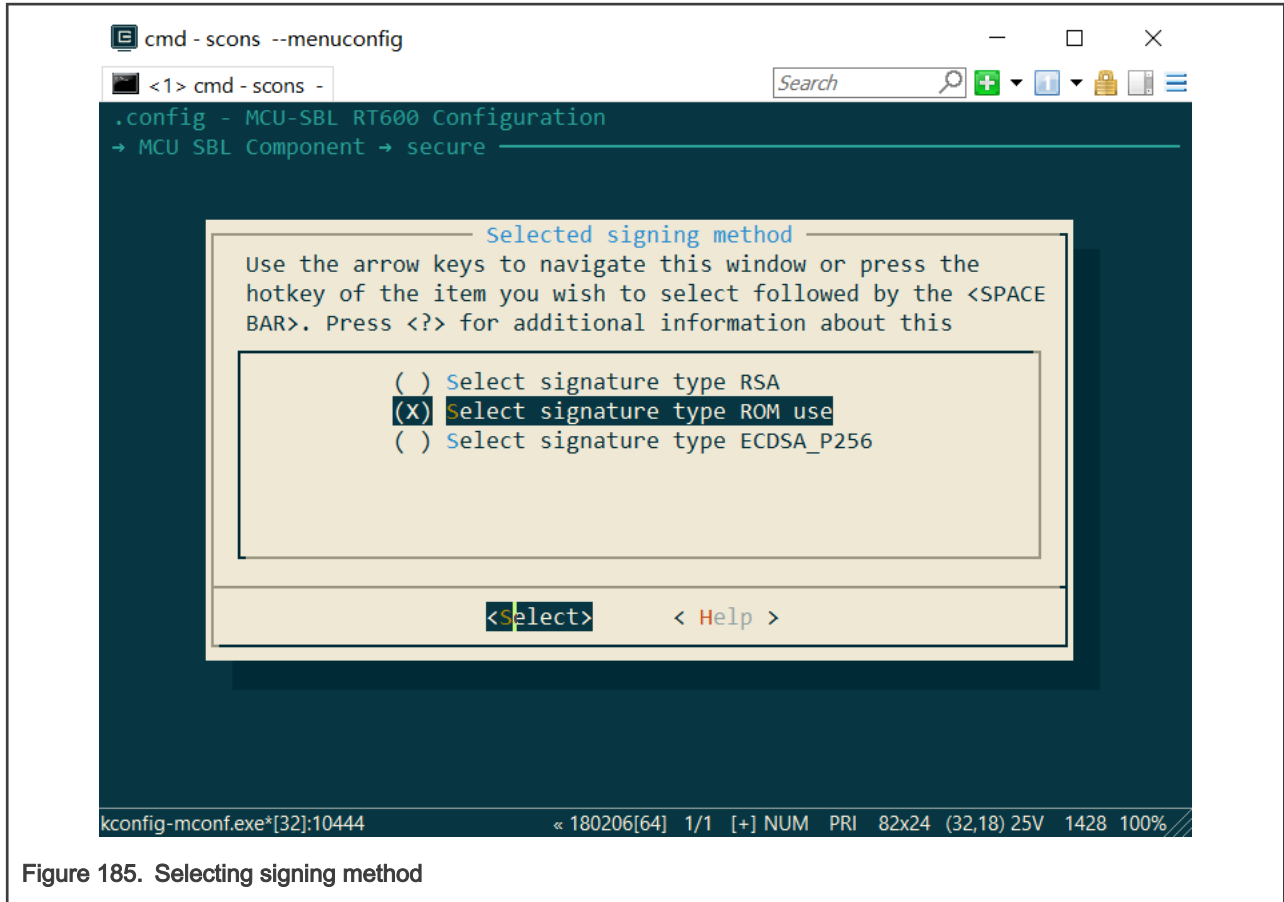 cmd - scons --menuconfig
<1> cmd - scons -
Search
.config - MCU-SBL RT600 Configuration
→ MCU SBL Component → secure
Selected signing method
Use the arrow keys to navigate this window or press the
hotkey of the item you wish to select followed by the <SPACE
BAR>. Press <?> for additional information about this
( ) Select signature type RSA
(X) Select signature type ROM use
( ) Select signature type ECDSA_P256
<Select> < Help >
kconfig-mconf.exe*[32]:10444 « 180206[64] 1/1 [+] NUM PRI 82x24 (32,18) 25V 1428 100%
Figure 185. Selecting signing method